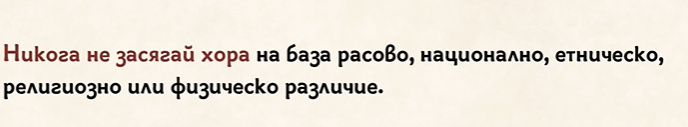 Никога не засягай хора на база расово, национално, етническо,
религиозно или физическо различие.